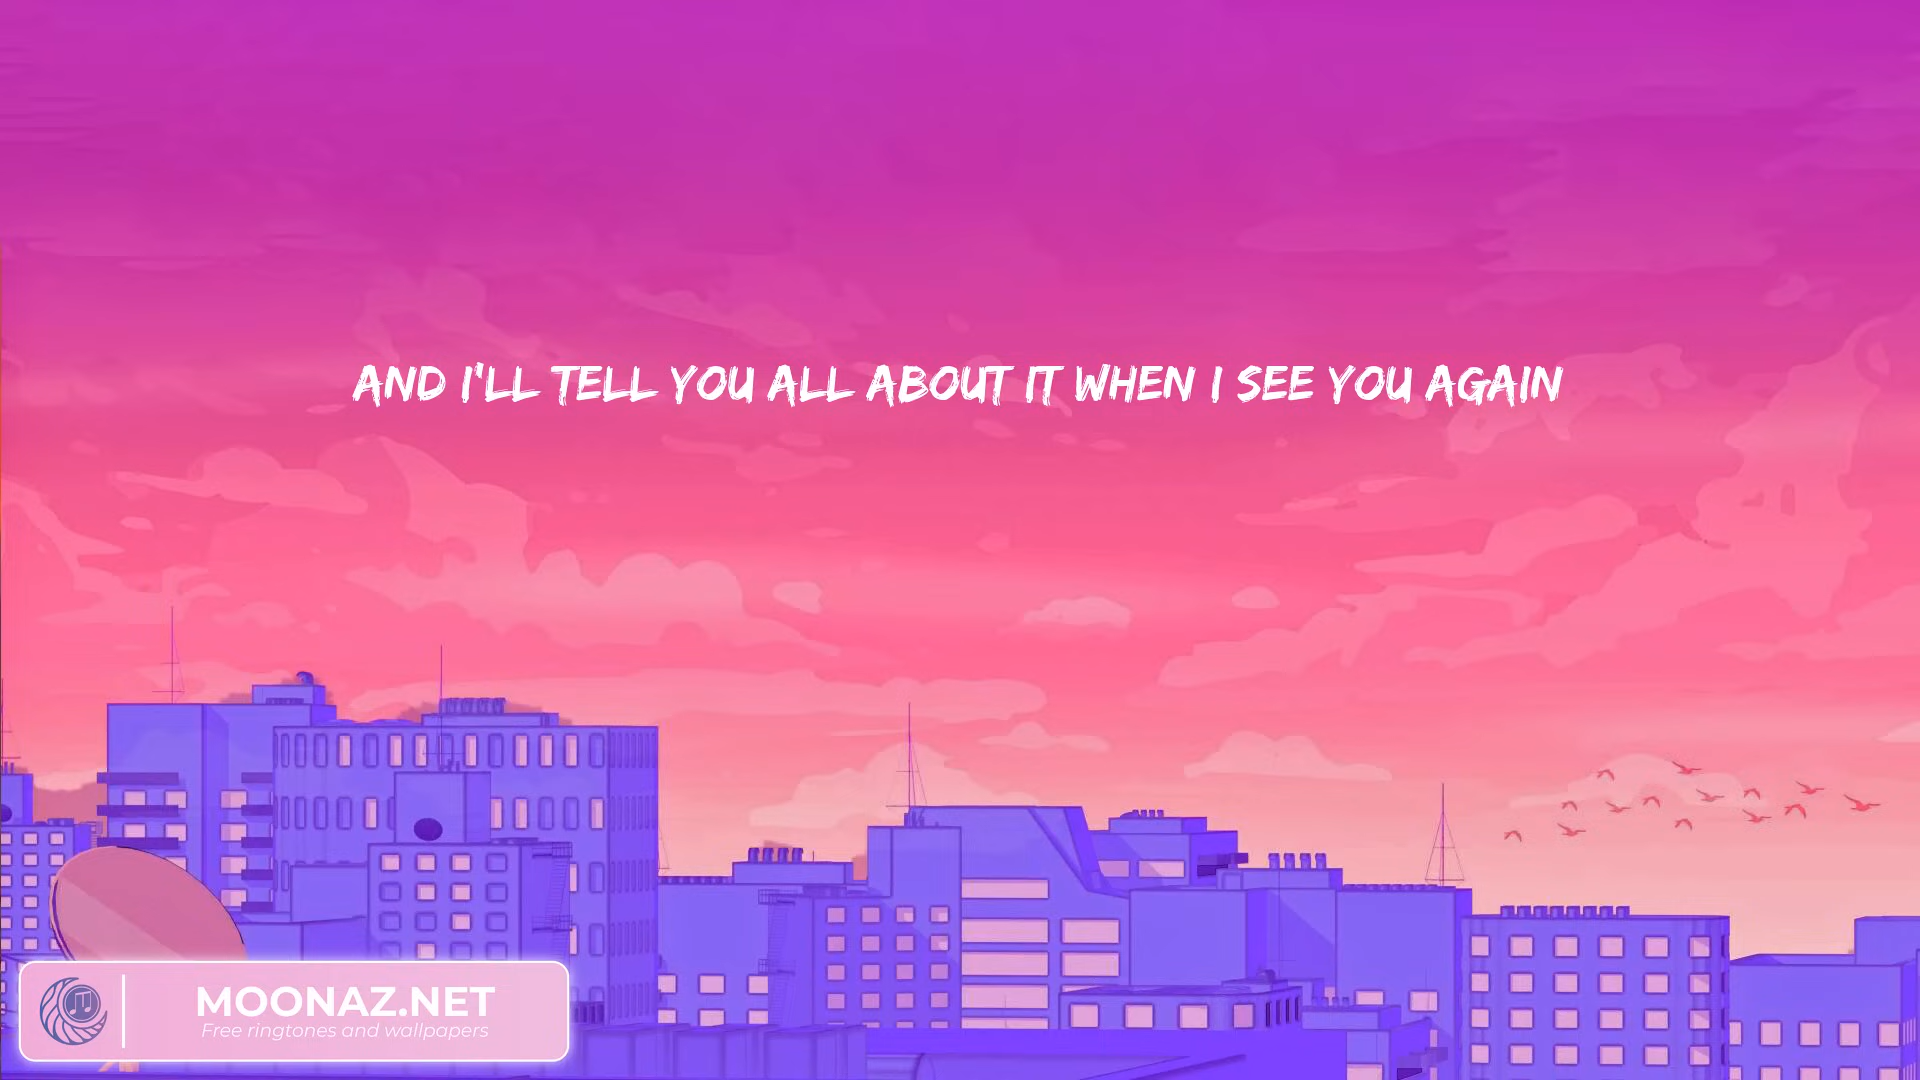 AND I'LL TELL YOU ALL ABOUT IT WHEN I SEE YOU AGAIN
MOONAZ.NET
Free ringtones and wallpapers